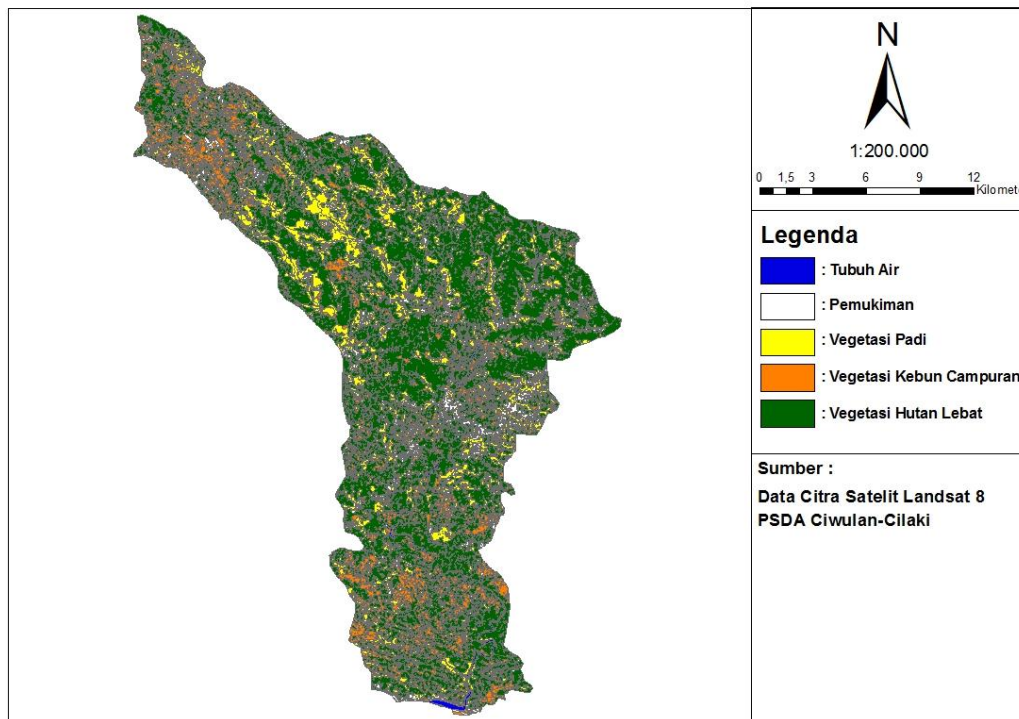 N
1:200.000
0 1,5 3 6 9 12
Kilomete
Legenda
: Tubuh Air
: Pemukiman
: Vegetasi Padi
: Vegetasi Kebun Campuran
: Vegetasi Hutan Lebat
Sumber :
Data Citra Satelit Landsat 8
PSDA Ciwulan-Cilaki